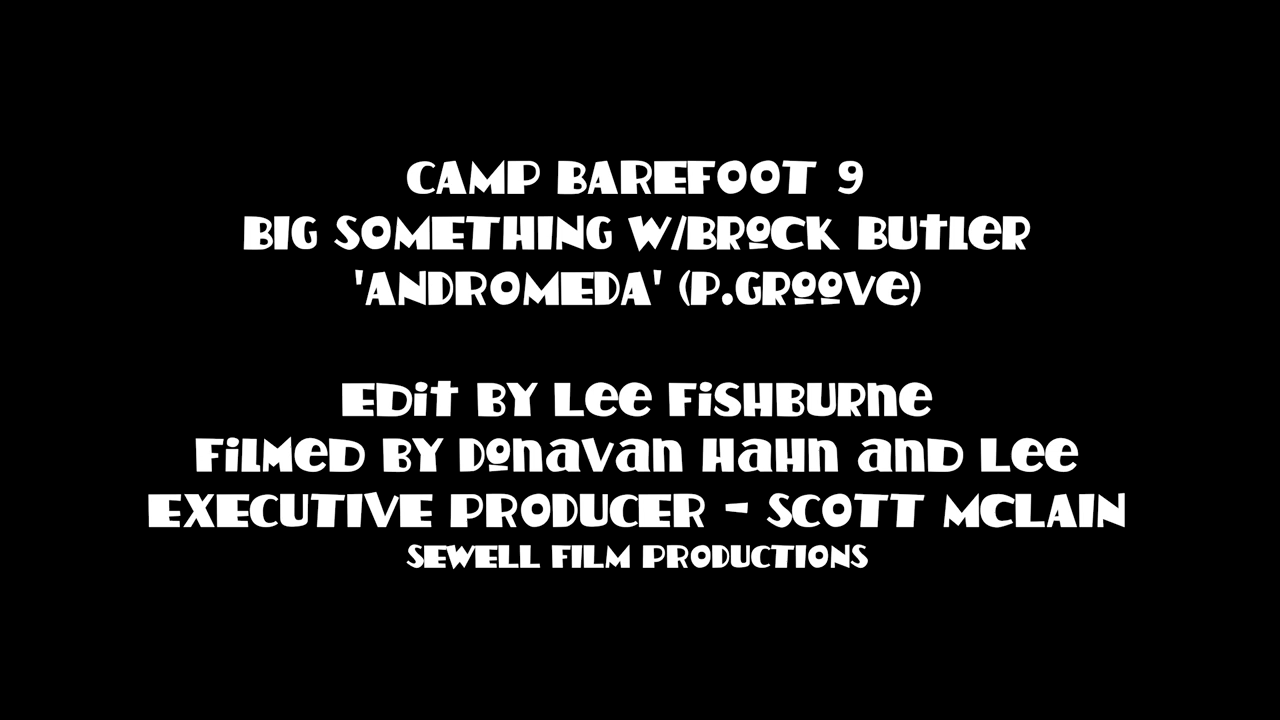 CAMP BAREFOOT 9
BIG SOMETHING W/BROCK BUTLER
'ANDROMEDA' (P.GROOVE)
EDIT BY LEE FISHBURNE
FILMED BY DONAVAN HAHN AND LEE
EXECUTIVE PRODUCER - SCOTT MCLAIN
SEWELL FILM PRODUCTIONS